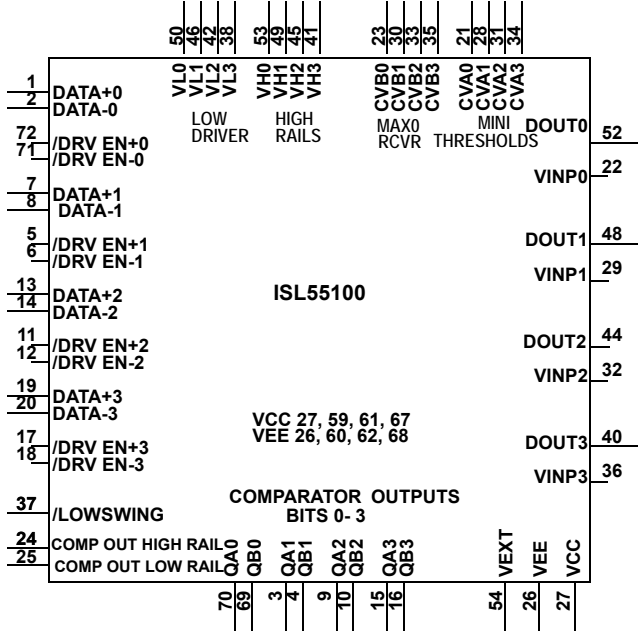 50 46 42 38 53 49 45 41 23 30 33 35 21 28 31 34
VL0 VL1 VL2 VL3 VH0 VH1 VH2 VH3 CVB0 CVB1 CVB2 CVB3 CVA0 CVA1 CVA2 CVA3
LOW DRIVER
HIGH RAILS
MAX0 RCVR
MINI THRESHOLDS
1 DATA+0
2 DATA-0
72 /DRV EN+0
71 /DRV EN-0
7 DATA+1
8 DATA-1
5 /DRV EN+1
6 /DRV EN-1
13 DATA+2
14 DATA-2
11 /DRV EN+2
12 /DRV EN-2
19 DATA+3
20 DATA-3
17 /DRV EN+3
18 /DRV EN-3
37 /LOWSWING
24 COMP OUT HIGH RAIL
25 COMP OUT LOW RAIL
ISL55100
VCC 27, 59, 61, 67
VEE 26, 60, 62, 68
COMPARATOR OUTPUTS
BITS 0- 3
DOUT0 52
VINP0 22
DOUT1 48
VINP1 29
DOUT2 44
VINP2 32
DOUT3 40
VINP3 36
QA0 QB0 QA1 QB1 QA2 QB2 QA3 QB3 VEXT VEE VCC
70 69 3 4 9 10 15 16 54 26 27